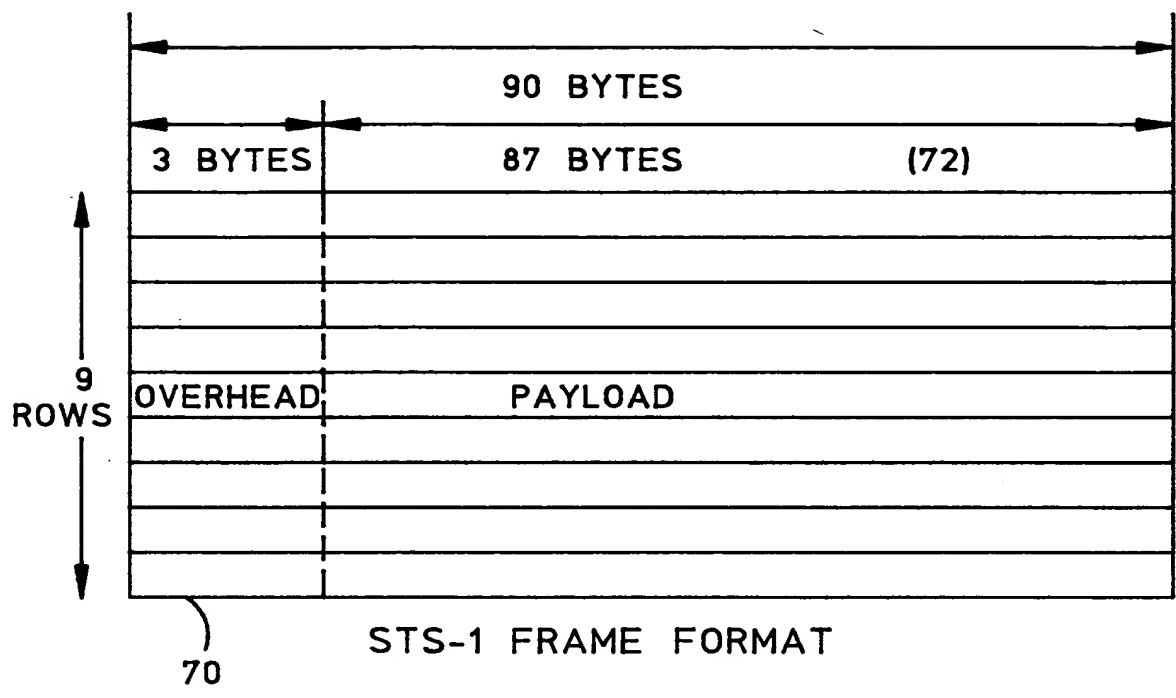 90 BYTES
3 BYTES 87 BYTES (72)
9
ROWS
OVERHEAD PAYLOAD
70
STS-1 FRAME FORMAT